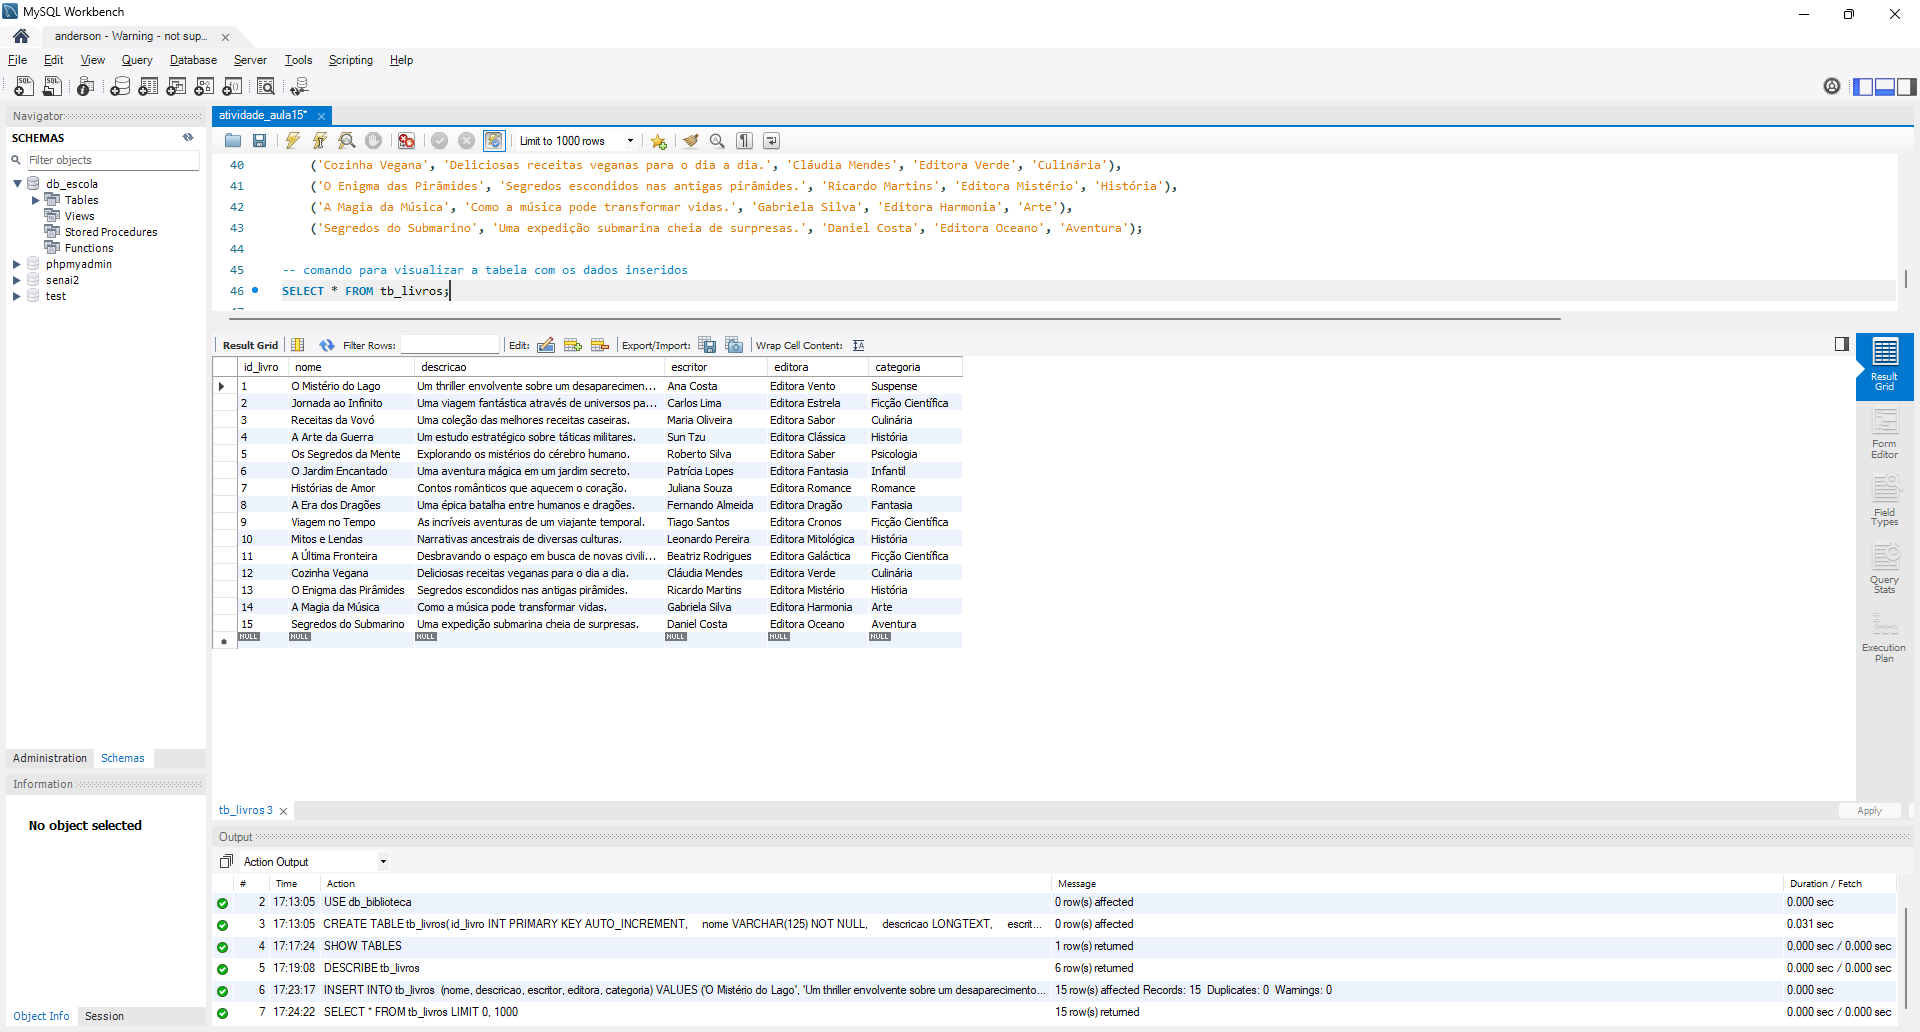 MySQL Workbench
anderson - Warning - not sup...
File Edit View Query Database Server Tools Scripting Help
Navigator
SCHEMAS
Filter objects
db_escola
Tables
Views
Stored Procedures
Functions
phpmyadmin
senai2
test
Administration Schemas
Information
No object selected
Object Info Session
atividade_aula15*
Limit to 1000 rows
40 ('Cozinha Vegana', 'Deliciosas receitas veganas para o dia a dia.', 'Cláudia Mendes', 'Editora Verde', 'Culinária'),
41 ('O Enigma das Pirâmides', 'Segredos escondidos nas antigas pirâmides.', 'Ricardo Martins', 'Editora Mistério', 'História'),
42 ('A Magia da Música', 'Como a música pode transformar vidas.', 'Gabriela Silva', 'Editora Harmonia', 'Arte'),
43 ('Segredos do Submarino', 'Uma expedição submarina cheia de surpresas.', 'Daniel Costa', 'Editora Oceano', 'Aventura');
44
45 -- comando para visualizar a tabela com os dados inseridos
46 SELECT * FROM tb_livros;
Result Grid Filter Rows: Edit: Export/Import: Wrap Cell Content:
id_livro nome descricao escritor editora categoria
1 O Mistério do Lago Um thriller envolvente sobre um desaparecimen... Ana Costa Editora Vento Suspense
2 Jornada ao Infinito Uma viagem fantástica através de universos pa... Carlos Lima Editora Estrela Ficção Científica
3 Receitas da Vovó Uma coleção das melhores receitas caseiras. Maria Oliveira Editora Sabor Culinária
4 A Arte da Guerra Um estudo estratégico sobre táticas militares. Sun Tzu Editora Clássica História
5 Os Segredos da Mente Explorando os mistérios do cérebro humano. Roberto Silva Editora Saber Psicologia
6 O Jardim Encantado Uma aventura mágica em um jardim secreto. Patrícia Lopes Editora Fantasia Infantil
7 Histórias de Amor Contos românticos que aquecem o coração. Juliana Souza Editora Romance Romance
8 A Era dos Dragões Uma épica batalha entre humanos e dragões. Fernando Almeida Editora Dragão Fantasia
9 Viagem no Tempo As incríveis aventuras de um viajante temporal. Tiago Santos Editora Cronos Ficção Científica
10 Mitos e Lendas Narrativas ancestrais de diversas culturas. Leonardo Pereira Editora Mitológica História
11 A Última Fronteira Desbravando o espaço em busca de novas civili... Beatriz Rodrigues Editora Galáctica Ficção Científica
12 Cozinha Vegana Deliciosas receitas veganas para o dia a dia. Cláudia Mendes Editora Verde Culinária
13 O Enigma das Pirâmides Segredos escondidos nas antigas pirâmides. Ricardo Martins Editora Mistério História
14 A Magia da Música Como a música pode transformar vidas. Gabriela Silva Editora Harmonia Arte
15 Segredos do Submarino Uma expedição submarina cheia de surpresas. Daniel Costa Editora Oceano Aventura
NULL NULL NULL NULL NULL NULL
Result
Grid
Form
Editor
Field
Types
Query
Stats
Execution
Plan
tb_livros 3
Apply
Output
Action Output
# Time Action Message Duration / Fetch
2 17:13:05 USE db_biblioteca 0 row(s) affected 0.000 sec
3 17:13:05 CREATE TABLE tb_livros( id_livro INT PRIMARY KEY AUTO_INCREMENT, nome VARCHAR(125) NOT NULL, descricao LONGTEXT, escrit... 0 row(s) affected 0.031 sec
4 17:17:24 SHOW TABLES 1 row(s) returned 0.000 sec / 0.000 sec
5 17:19:08 DESCRIBE tb_livros 6 row(s) returned 0.000 sec / 0.000 sec
6 17:23:17 INSERT INTO tb_livros (nome, descricao, escritor, editora, categoria) VALUES ('O Mistério do Lago', 'Um thriller envolvente sobre um desaparecimento... 15 row(s) affected Records: 15 Duplicates: 0 Warnings: 0 0.000 sec
7 17:24:22 SELECT * FROM tb_livros LIMIT 0, 1000 15 row(s) returned 0.000 sec / 0.000 sec